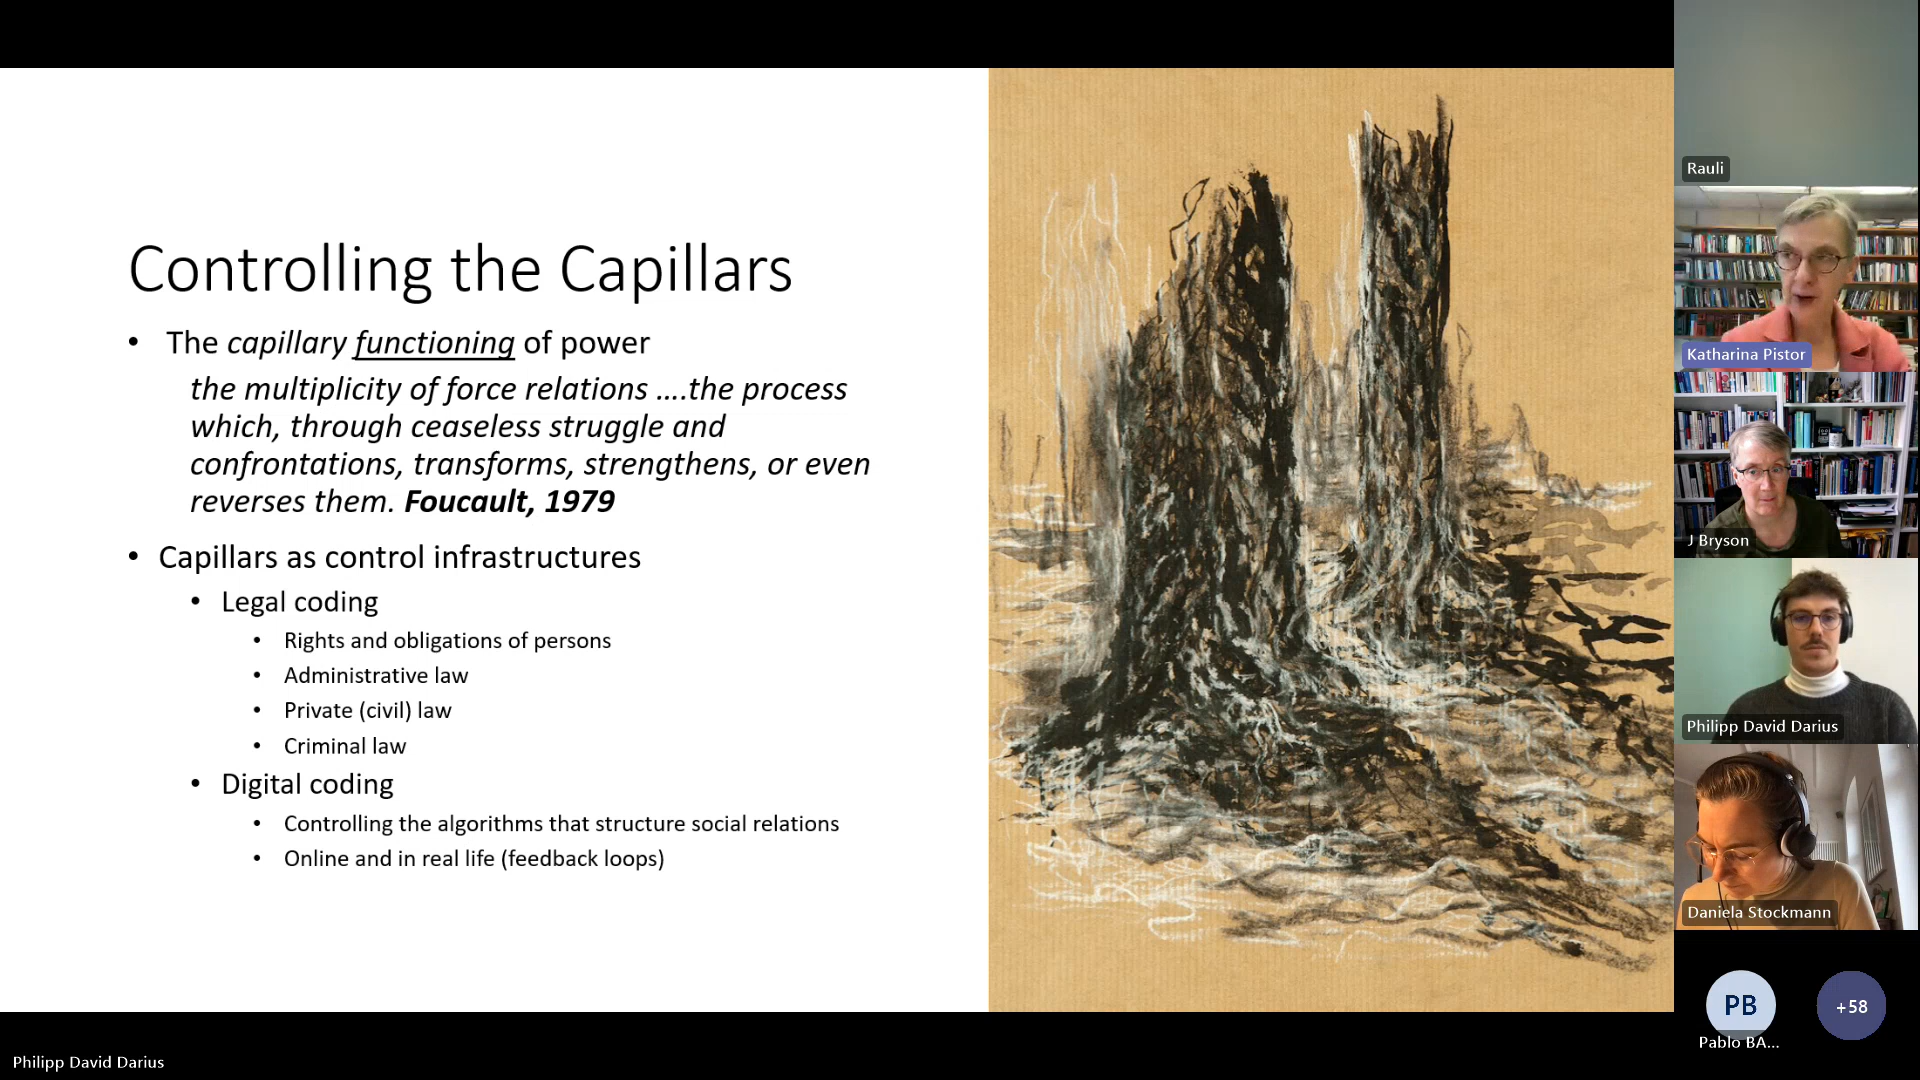 Controlling the Capillars
• The capillary functioning of power
the multiplicity of force relations ....the process
which, through ceaseless struggle and
confrontations, transforms, strengthens, or even
reverses them. Foucault, 1979
• Capillars as control infrastructures
• Legal coding
• Rights and obligations of persons
• Administrative law
• Private (civil) law
• Criminal law
• Digital coding
• Controlling the algorithms that structure social relations
• Online and in real life (feedback loops)
Rauli
Katharina Pistor
J Bryson
Philipp David Darius
Daniela Stockmann
PB
+58
Pablo BA...
Philipp David Darius